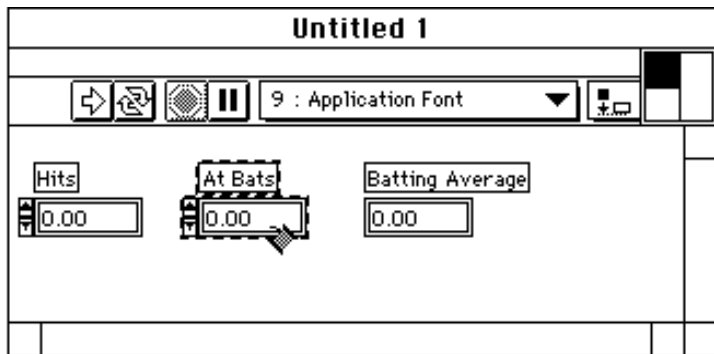 Untitled 1
9 : Application Font
Hits
At Bats
Batting Average
0.00
0.00
0.00